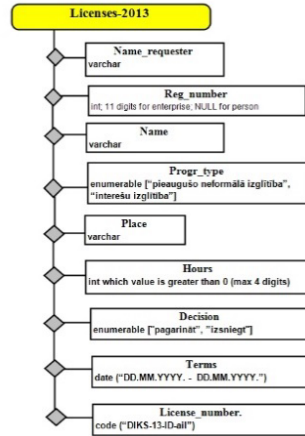 Licenses-2013
Name_requester
varchar
Reg_number
int; 11 digits for enterprise; NULL for person
Name
varchar
Progr_type
enumerable ["pieaugušo neformālā izglītība",
"interešu izglītība"]
Place
varchar
Hours
int which value is greater than 0 (max 4 digits)
Decision
enumerable ["pagarināt", "izsniegt"]
Terms
date ("DD.MM.YYYY. - DD.MM.YYYY.")
License_number.
code ("DIKS-13-ID-ail")